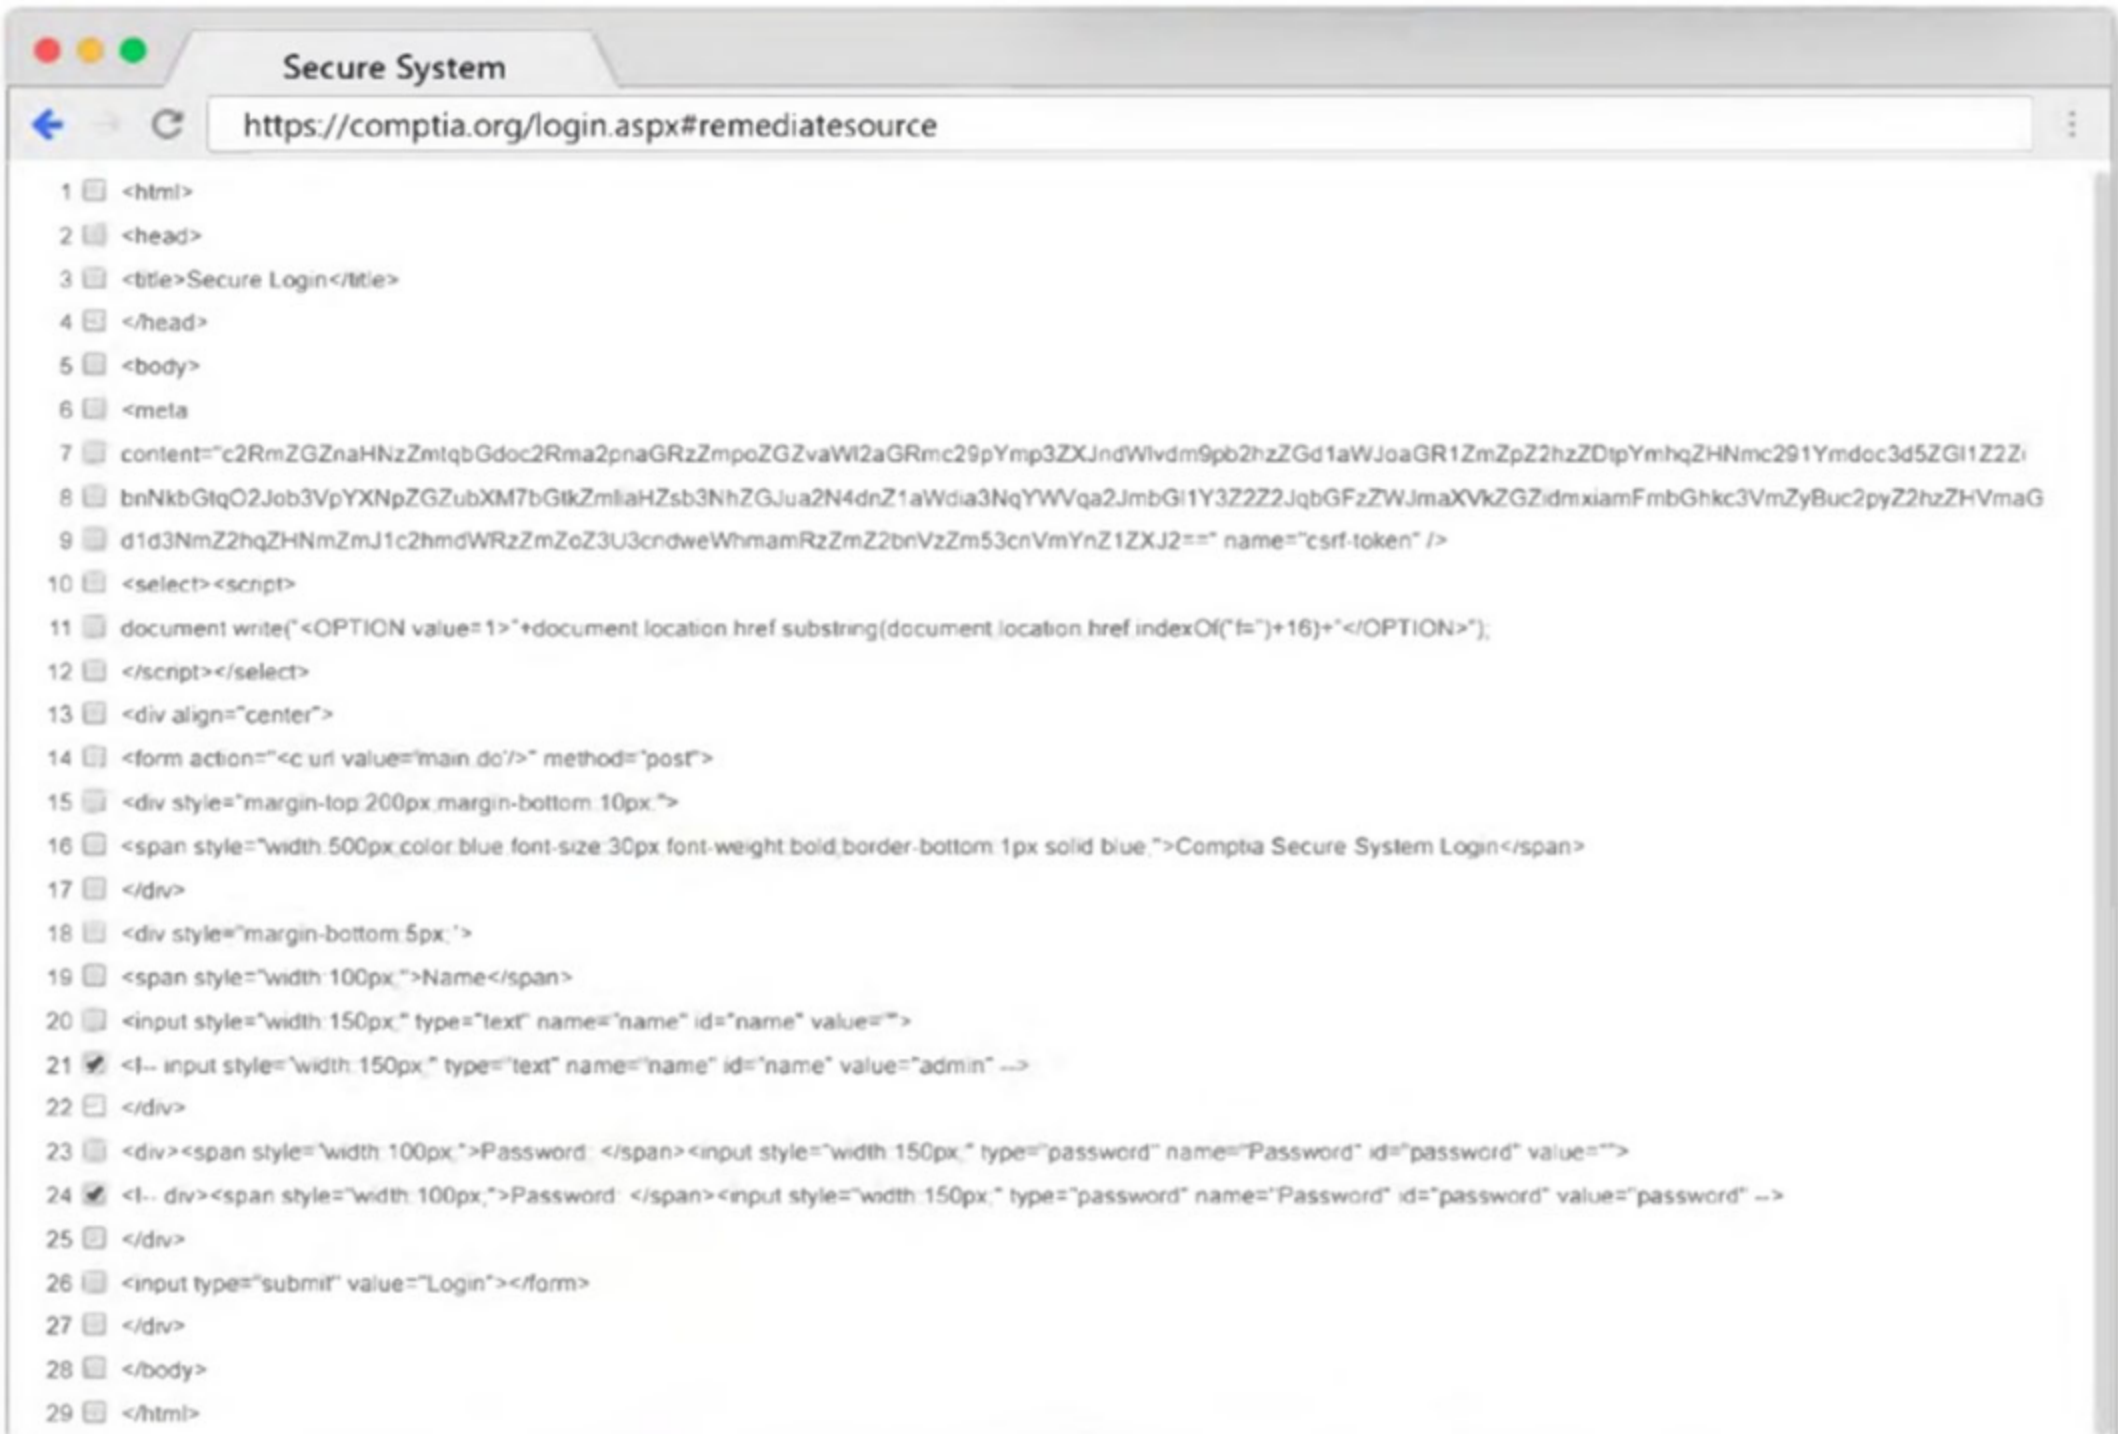 Secure System
https://comptia.org/login.aspx#remediatesource
1 <html>
2 <head>
3 <title>Secure Login</title>
4 </head>
5 <body>
6 <meta
7 content="c2RmZGZnaHNzZmtqbGdoc2Rma2pnaGRzZmpoZGZvaWl2aGRmc29pYmp3ZXJndWlvdm9pb2hzZGd1aWJoaGR1ZmZpZ2hzZDtpYmhqZHNmc291Ymdoc3d5ZGl1Z2Zi
8 bnNkbGtqO2Job3VpYXNpZGZubXM7bGtkZmliaHZsb3NhZGJua2N4dnZ1aWdia3NqYWVqa2JmbGl1Y3Z2Z2JqbGFzZWJmaXVkZGZidmxiamFmbGhkc3VmZyBuc2pyZ2hzZHVmaG
9 d1d3NmZ2hqZHNmZmJ1c2hmdWRzZmZoZ3U3cndweWhmamRzZmZ2bnVzZm53cnVmYnZ1ZXJ2==" name="csrf-token" />
10 <select><script>
11 document.write("<OPTION value=1>"+document.location.href.substring(document.location.href.indexOf("f=")+16)+"</OPTION>");
12 </script></select>
13 <div align="center">
14 <form action="<c:url value='main.do'/>" method="post">
15 <div style="margin-top:200px;margin-bottom:10px;">
16 <span style="width:500px;color:blue;font-size:30px;font-weight:bold;border-bottom:1px solid blue;">Comptia Secure System Login</span>
17 </div>
18 <div style="margin-bottom:5px;">
19 <span style="width:100px;">Name</span>
20 <input style="width:150px;" type="text" name="name" id="name" value="">
21 <!-- input style="width:150px;" type="text" name="name" id="name" value="admin" -->
22 </div>
23 <div><span style="width:100px;">Password: </span><input style="width:150px;" type="password" name="Password" id="password" value="">
24 <!-- div><span style="width:100px;">Password: </span><input style="width:150px;" type="password" name="Password" id="password" value="password" -->
25 </div>
26 <input type="submit" value="Login"></form>
27 </div>
28 </body>
29 </html>